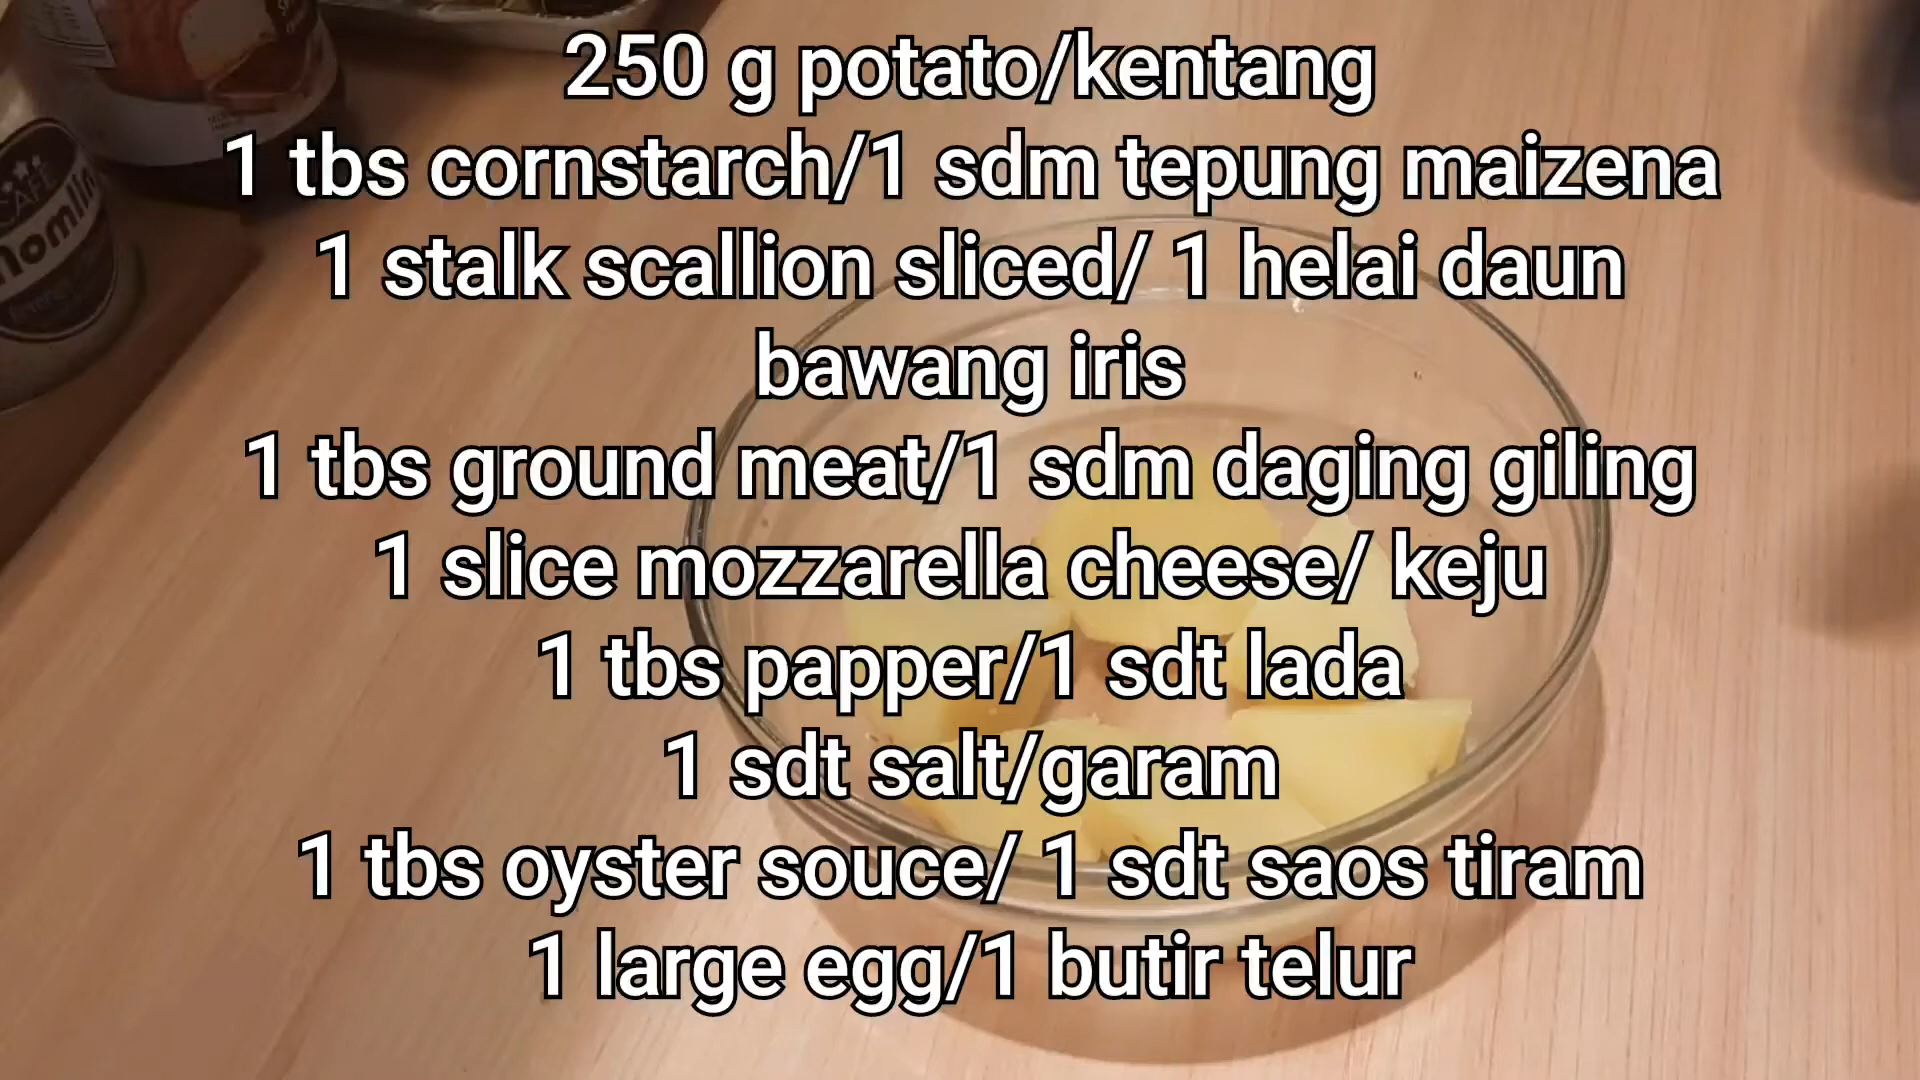 250 g potato/kentang
1 tbs cornstarch/1 sdm tepung maizena
1 stalk scallion sliced/ 1 helai daun
bawang iris
1 tbs ground meat/1 sdm daging giling
1 slice mozzarella cheese/ keju
1 tbs papper/1 sdt lada
1 sdt salt/garam
1 tbs oyster souce/ 1 sdt saos tiram
1 large egg/1 butir telur
CAFÉ